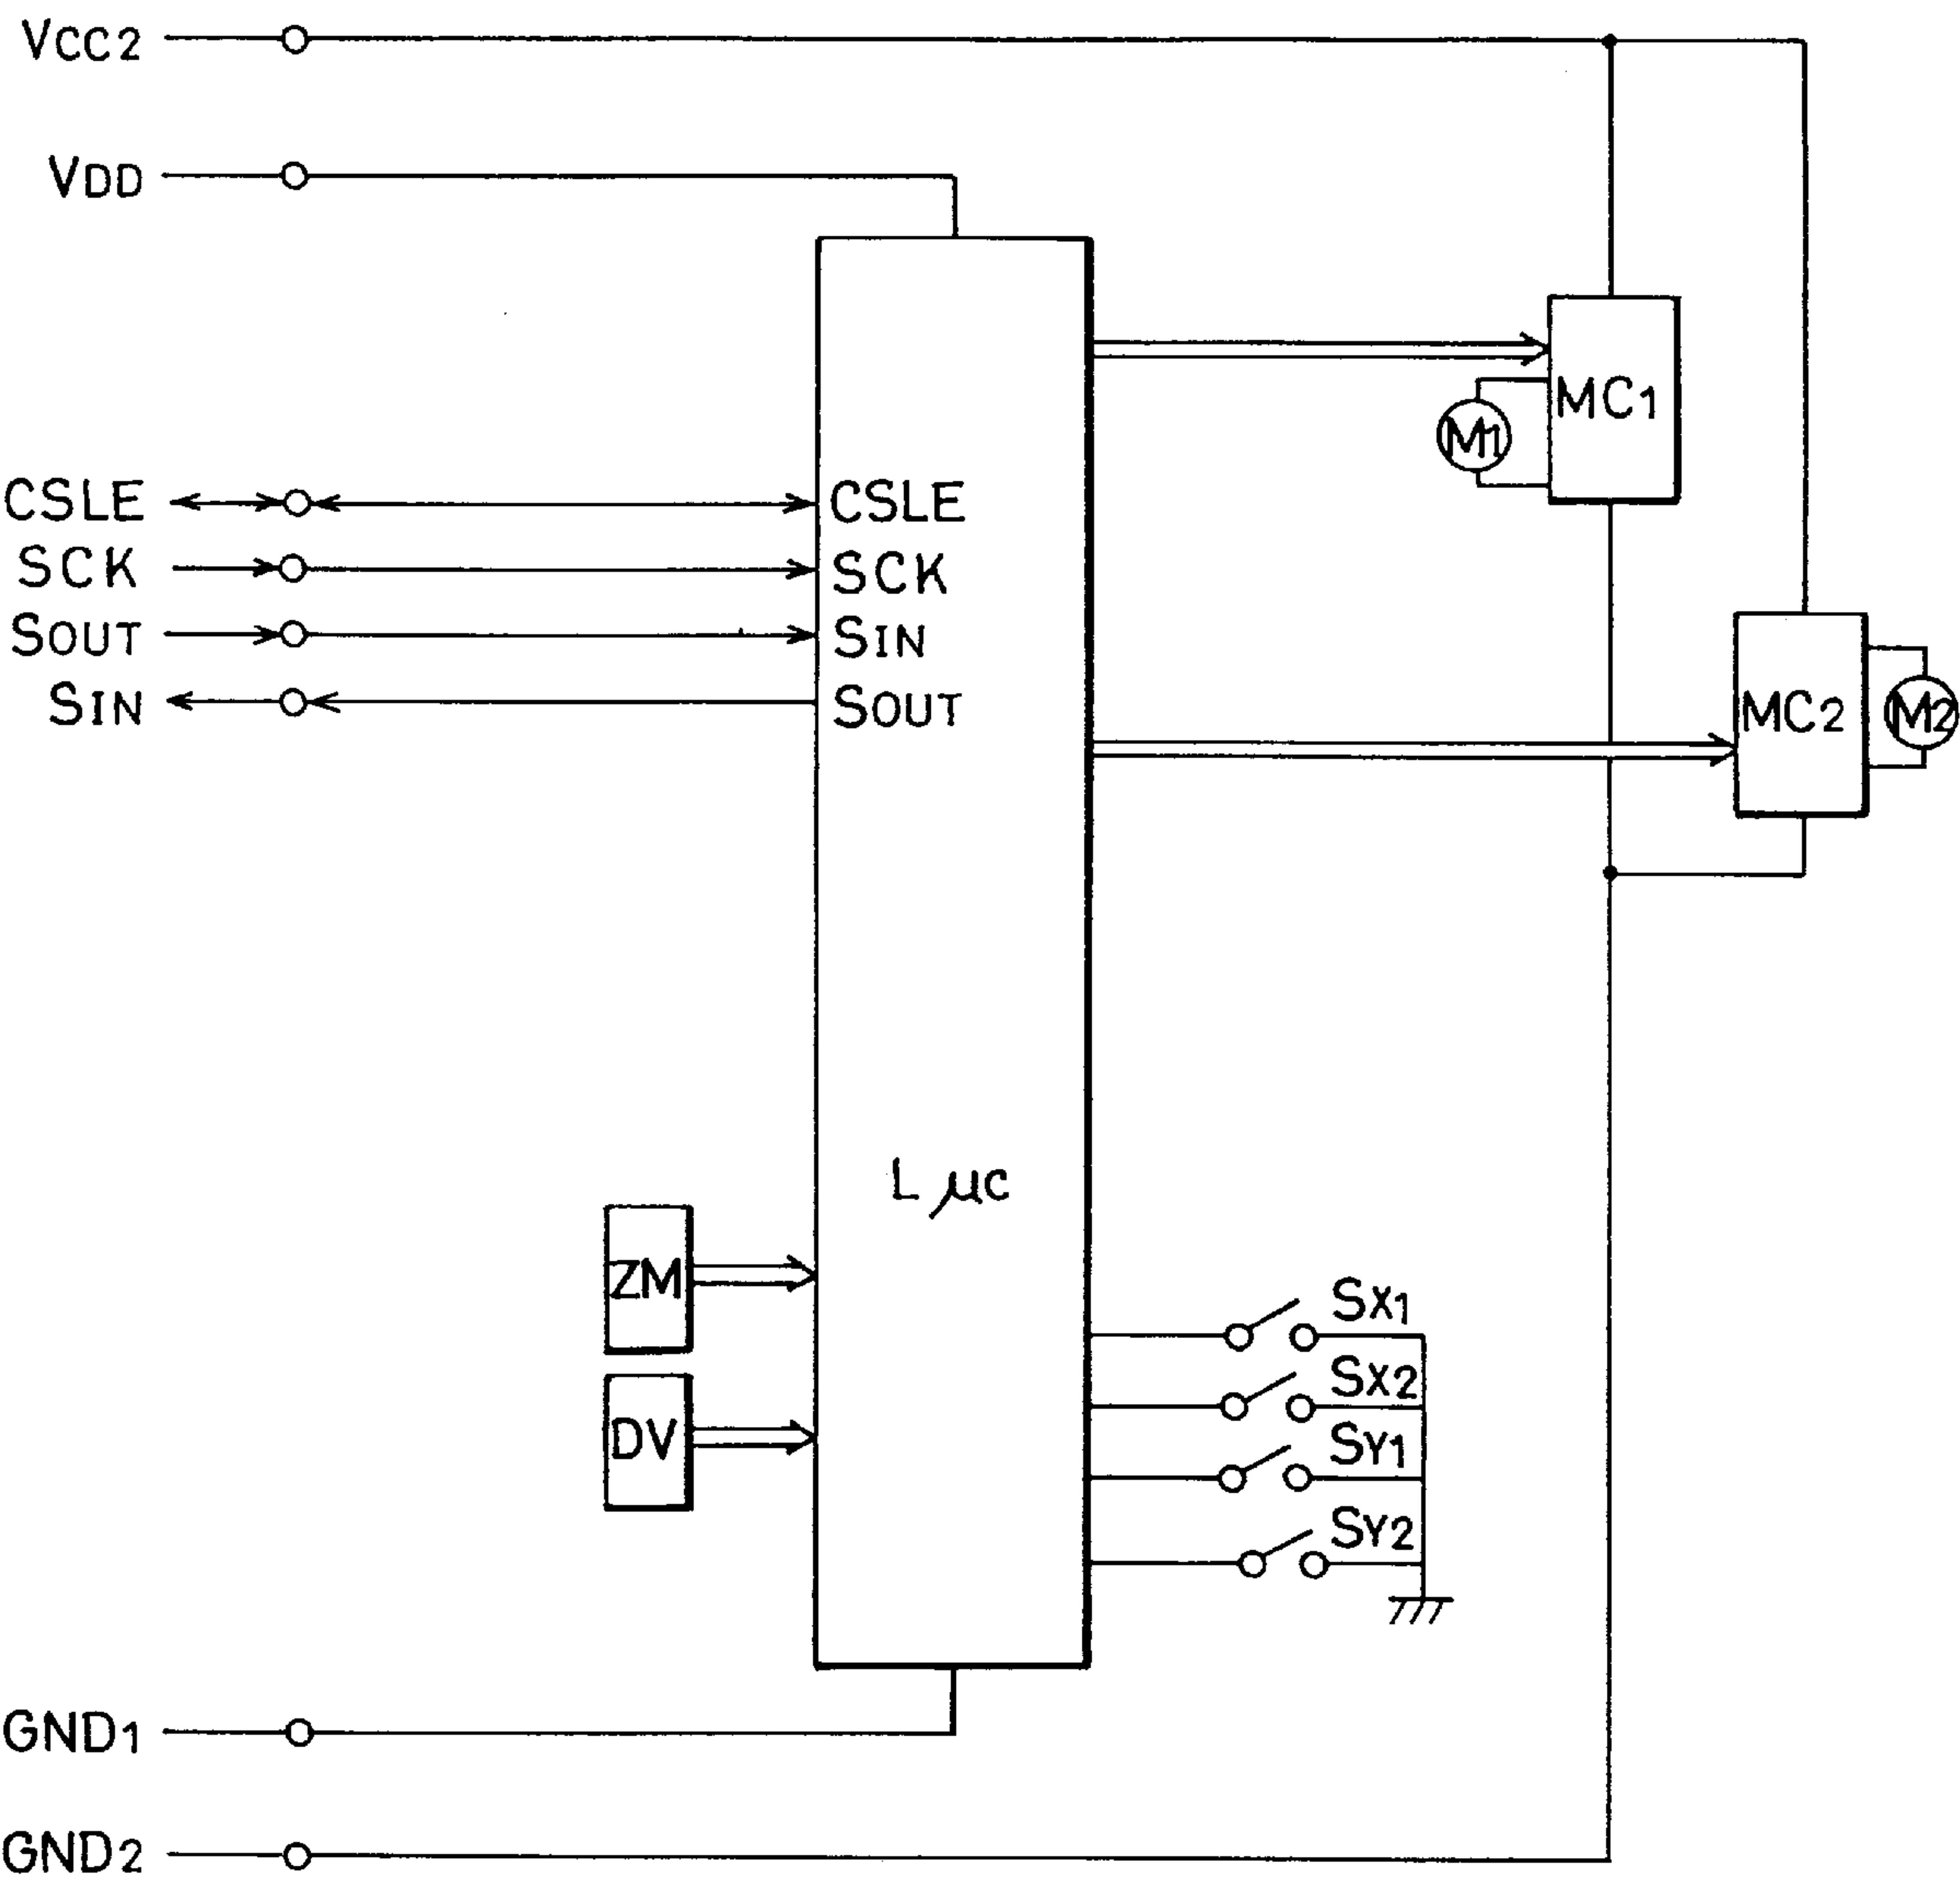 VCC2
VDD
MC1
M1
CSLE CSLE
SCK SCK
SOUT SIN
SIN SOUT
MC2 M2
L μc
ZM
SX1
SX2
DV
SY1
SY2
GND1
GND2